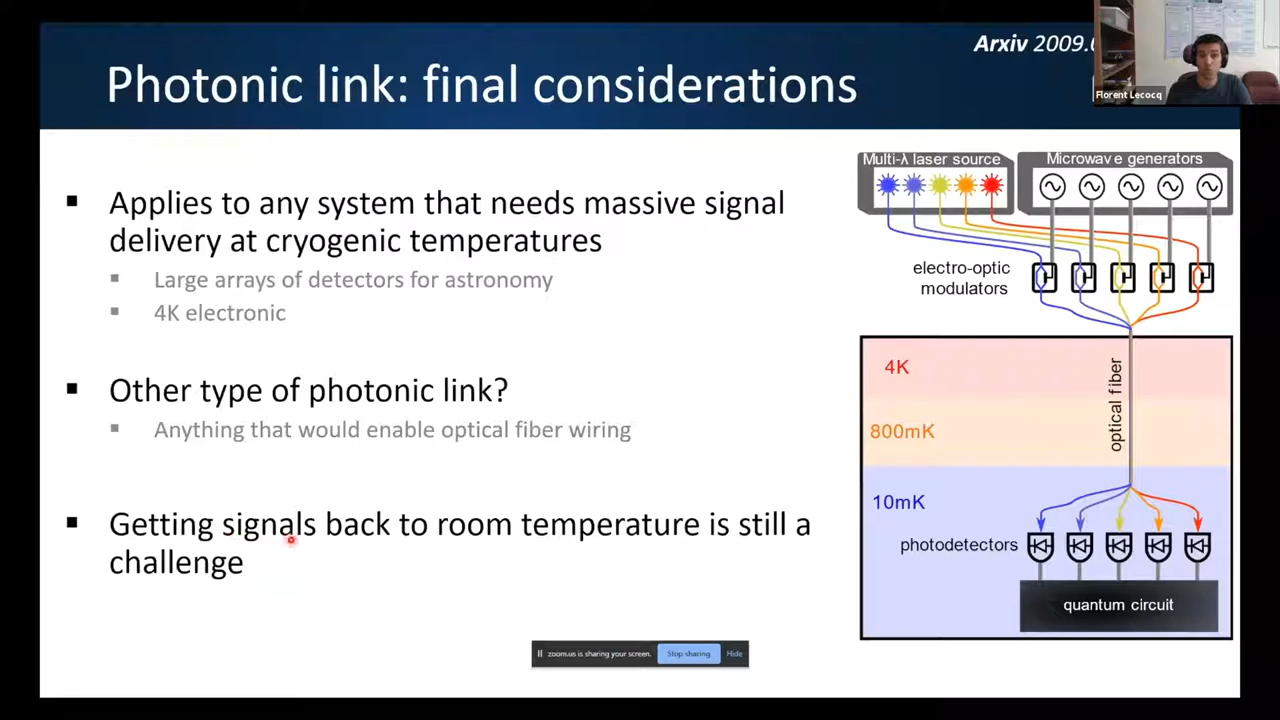 Arxiv 2009.
Photonic link: final considerations
Florent Lecocq
Applies to any system that needs massive signal
delivery at cryogenic temperatures
Large arrays of detectors for astronomy
4K electronic
Other type of photonic link?
Anything that would enable optical fiber wiring
Getting signals back to room temperature is still a
challenge
Multi-λ laser source
Microwave generators
electro-optic
modulators
4K
800mK
10mK
optical fiber
photodetectors
quantum circuit
zoom.us is sharing your screen.
Stop sharing
Hide